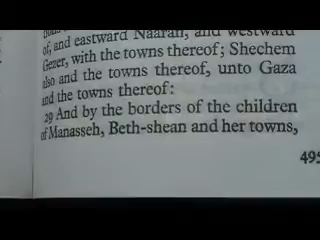 of, and eastward Naaran, and westward
Gezer, with the towns thereof; Shechem
also and the towns thereof, unto Gaza
and the towns thereof:
29 And by the borders of the children
of Manasseh, Beth-shean and her towns,
495